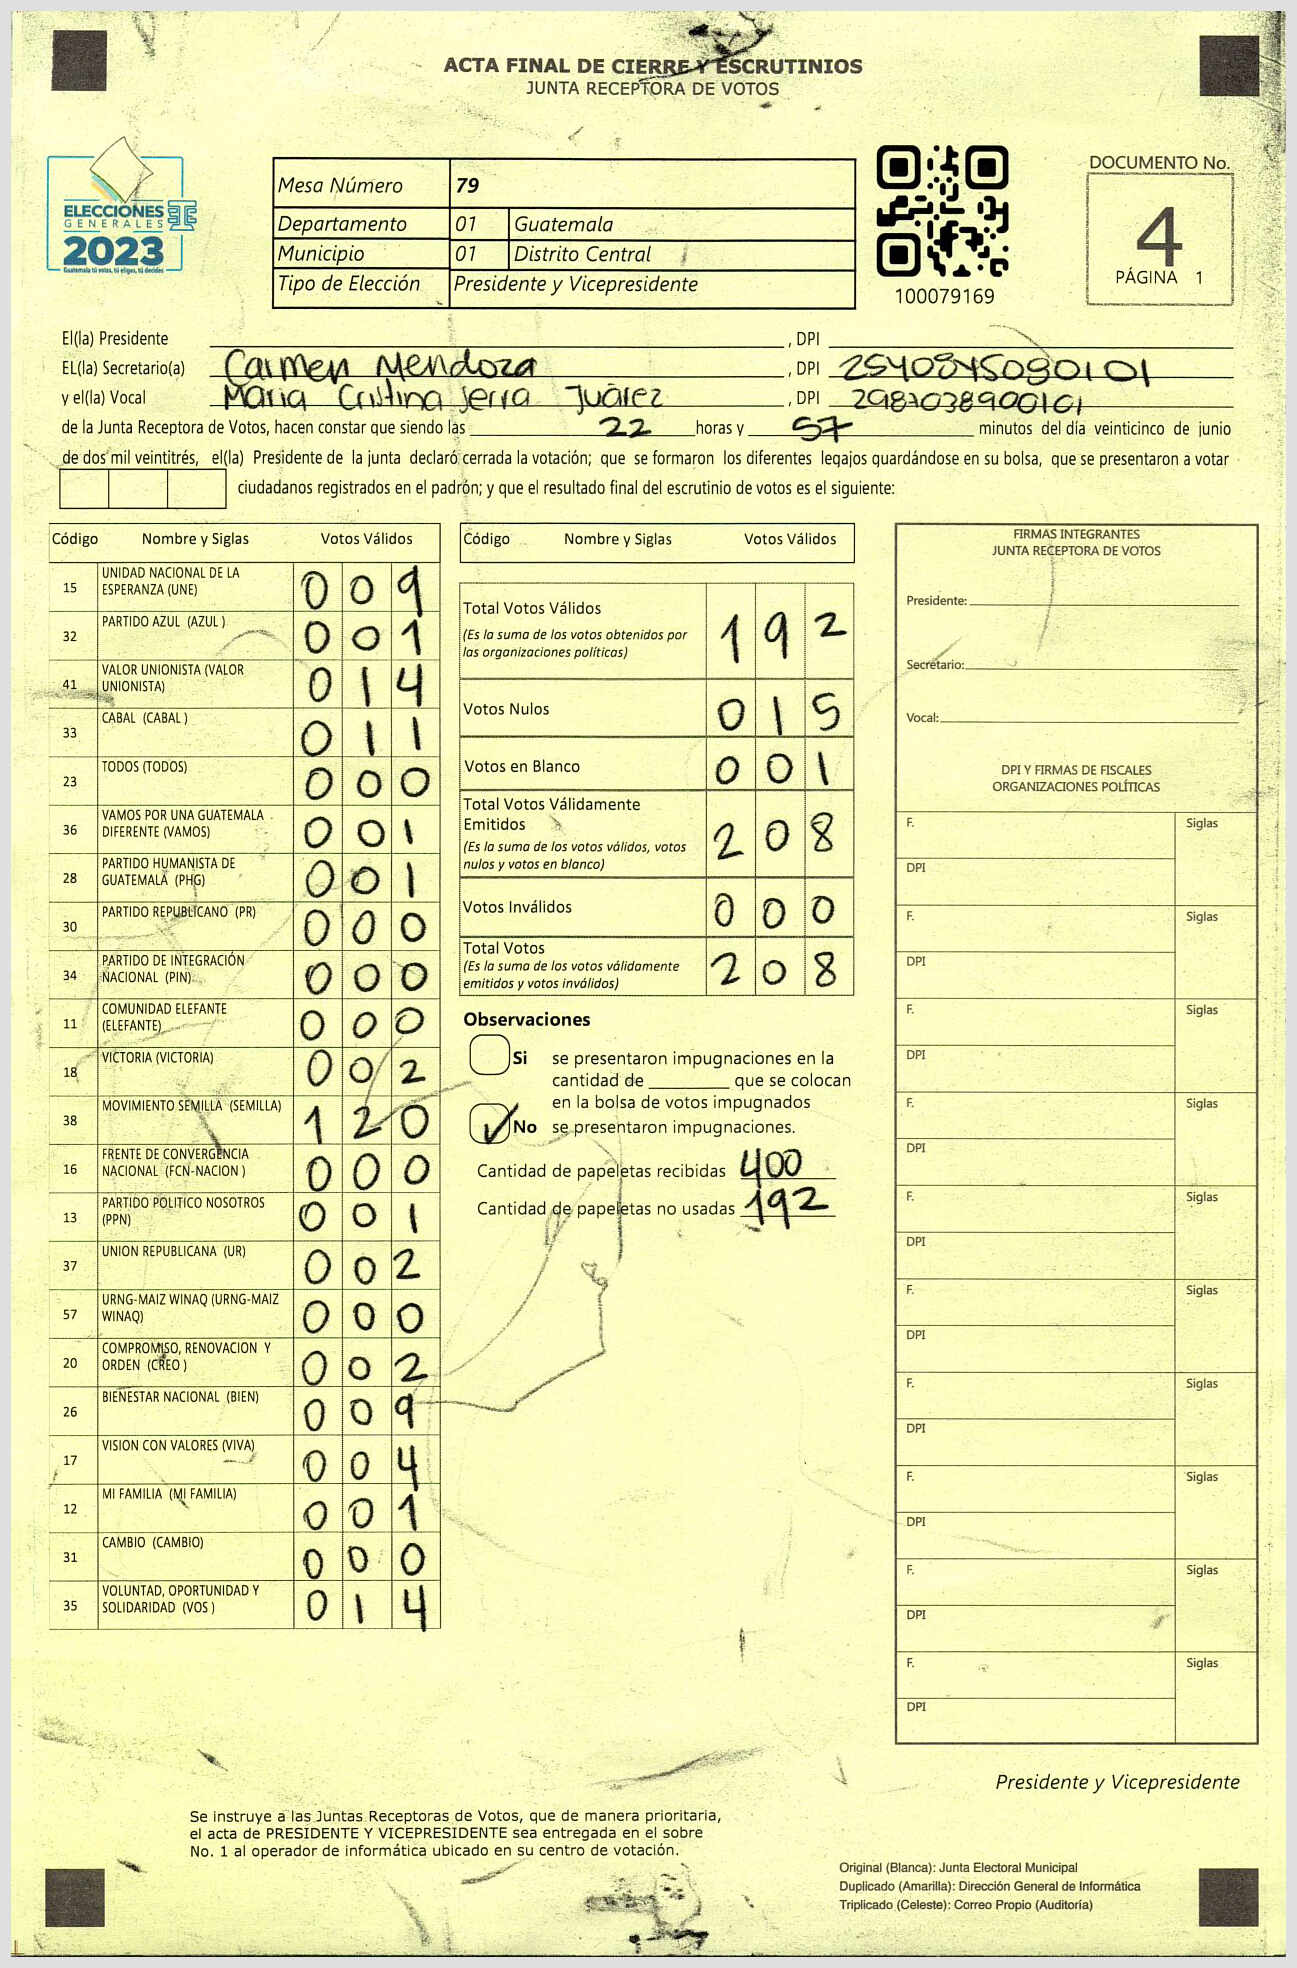 ACTA FINAL DE CIERRE Y ESCRUTINIOS
JUNTA RECEPTORA DE VOTOS
ELECCIONES
GENERALES
2023
Guatemala tú votas, tú eliges, tú decides
Mesa Número 79
Departamento 01 Guatemala
Municipio 01 Distrito Central
Tipo de Elección Presidente y Vicepresidente
100079169
DOCUMENTO No.
4
PÁGINA 1
El(la) Presidente , DPI
EL(la) Secretario(a) Carmen Mendoza , DPI 2540845080101
y el(la) Vocal Maria Cristina Serra Juárez , DPI 2987038900101
de la Junta Receptora de Votos, hacen constar que siendo las 22 horas y 57 minutos del día veinticinco de junio
de dos mil veintitrés, el(la) Presidente de la junta declaró cerrada la votación; que se formaron los diferentes legajos guardándose en su bolsa, que se presentaron a votar
ciudadanos registrados en el padrón; y que el resultado final del escrutinio de votos es el siguiente:
Código Nombre y Siglas Votos Válidos
15 UNIDAD NACIONAL DE LA ESPERANZA (UNE) 0 0 9
32 PARTIDO AZUL (AZUL ) 0 0 1
41 VALOR UNIONISTA (VALOR UNIONISTA) 0 1 4
33 CABAL (CABAL ) 0 1 1
23 TODOS (TODOS) 0 0 0
36 VAMOS POR UNA GUATEMALA DIFERENTE (VAMOS) 0 0 1
28 PARTIDO HUMANISTA DE GUATEMALA (PHG) 0 0 1
30 PARTIDO REPUBLICANO (PR) 0 0 0
34 PARTIDO DE INTEGRACIÓN NACIONAL (PIN) 0 0 0
11 COMUNIDAD ELEFANTE (ELEFANTE) 0 0 0
18 VICTORIA (VICTORIA) 0 0 2
38 MOVIMIENTO SEMILLA (SEMILLA) 1 2 0
16 FRENTE DE CONVERGENCIA NACIONAL (FCN-NACION ) 0 0 0
13 PARTIDO POLITICO NOSOTROS (PPN) 0 0 1
37 UNION REPUBLICANA (UR) 0 0 2
57 URNG-MAIZ WINAQ (URNG-MAIZ WINAQ) 0 0 0
20 COMPROMISO, RENOVACION Y ORDEN (CREO ) 0 0 2
26 BIENESTAR NACIONAL (BIEN) 0 0 9
17 VISION CON VALORES (VIVA) 0 0 4
12 MI FAMILIA (MI FAMILIA) 0 0 1
31 CAMBIO (CAMBIO) 0 0 0
35 VOLUNTAD, OPORTUNIDAD Y SOLIDARIDAD (VOS ) 0 1 4
Código Nombre y Siglas Votos Válidos
Total Votos Válidos 1 9 2
(Es la suma de los votos obtenidos por
las organizaciones políticas)
Votos Nulos 0 1 5
Votos en Blanco 0 0 1
Total Votos Válidamente
Emitidos 2 0 8
(Es la suma de los votos válidos, votos
nulos y votos en blanco)
Votos Inválidos 0 0 0
Total Votos 2 0 8
(Es la suma de los votos válidamente
emitidos y votos inválidos)
Observaciones
Si se presentaron impugnaciones en la
cantidad de ________ que se colocan
en la bolsa de votos impugnados
No se presentaron impugnaciones.
Cantidad de papeletas recibidas 400
Cantidad de papeletas no usadas 192
FIRMAS INTEGRANTES
JUNTA RECEPTORA DE VOTOS
Presidente:
Secretario:
Vocal:
DPI Y FIRMAS DE FISCALES
ORGANIZACIONES POLÍTICAS
F. Siglas
DPI
F. Siglas
DPI
F. Siglas
DPI
F. Siglas
DPI
F. Siglas
DPI
F. Siglas
DPI
F. Siglas
DPI
F. Siglas
DPI
F. Siglas
DPI
F. Siglas
DPI
Presidente y Vicepresidente
Se instruye a las Juntas Receptoras de Votos, que de manera prioritaria,
el acta de PRESIDENTE Y VICEPRESIDENTE sea entregada en el sobre
No. 1 al operador de informática ubicado en su centro de votación.
Original (Blanca): Junta Electoral Municipal
Duplicado (Amarilla): Dirección General de Informática
Triplicado (Celeste): Correo Propio (Auditoría)